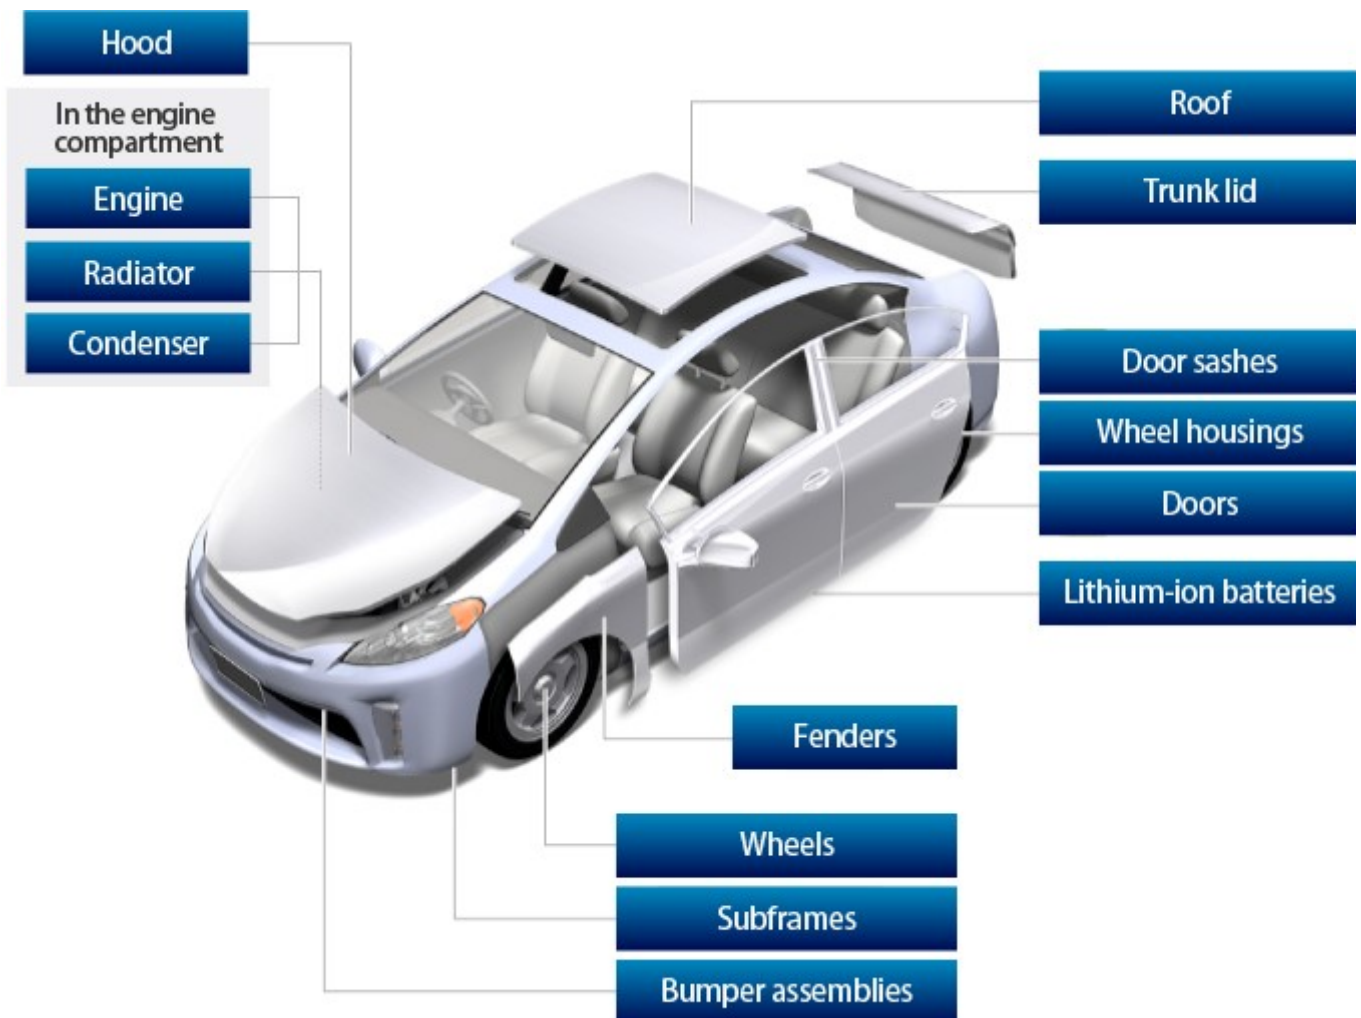 Hood
In the engine
compartment
Engine
Radiator
Condenser
Roof
Trunk lid
Door sashes
Wheel housings
Doors
Lithium-ion batteries
Fenders
Wheels
Subframes
Bumper assemblies